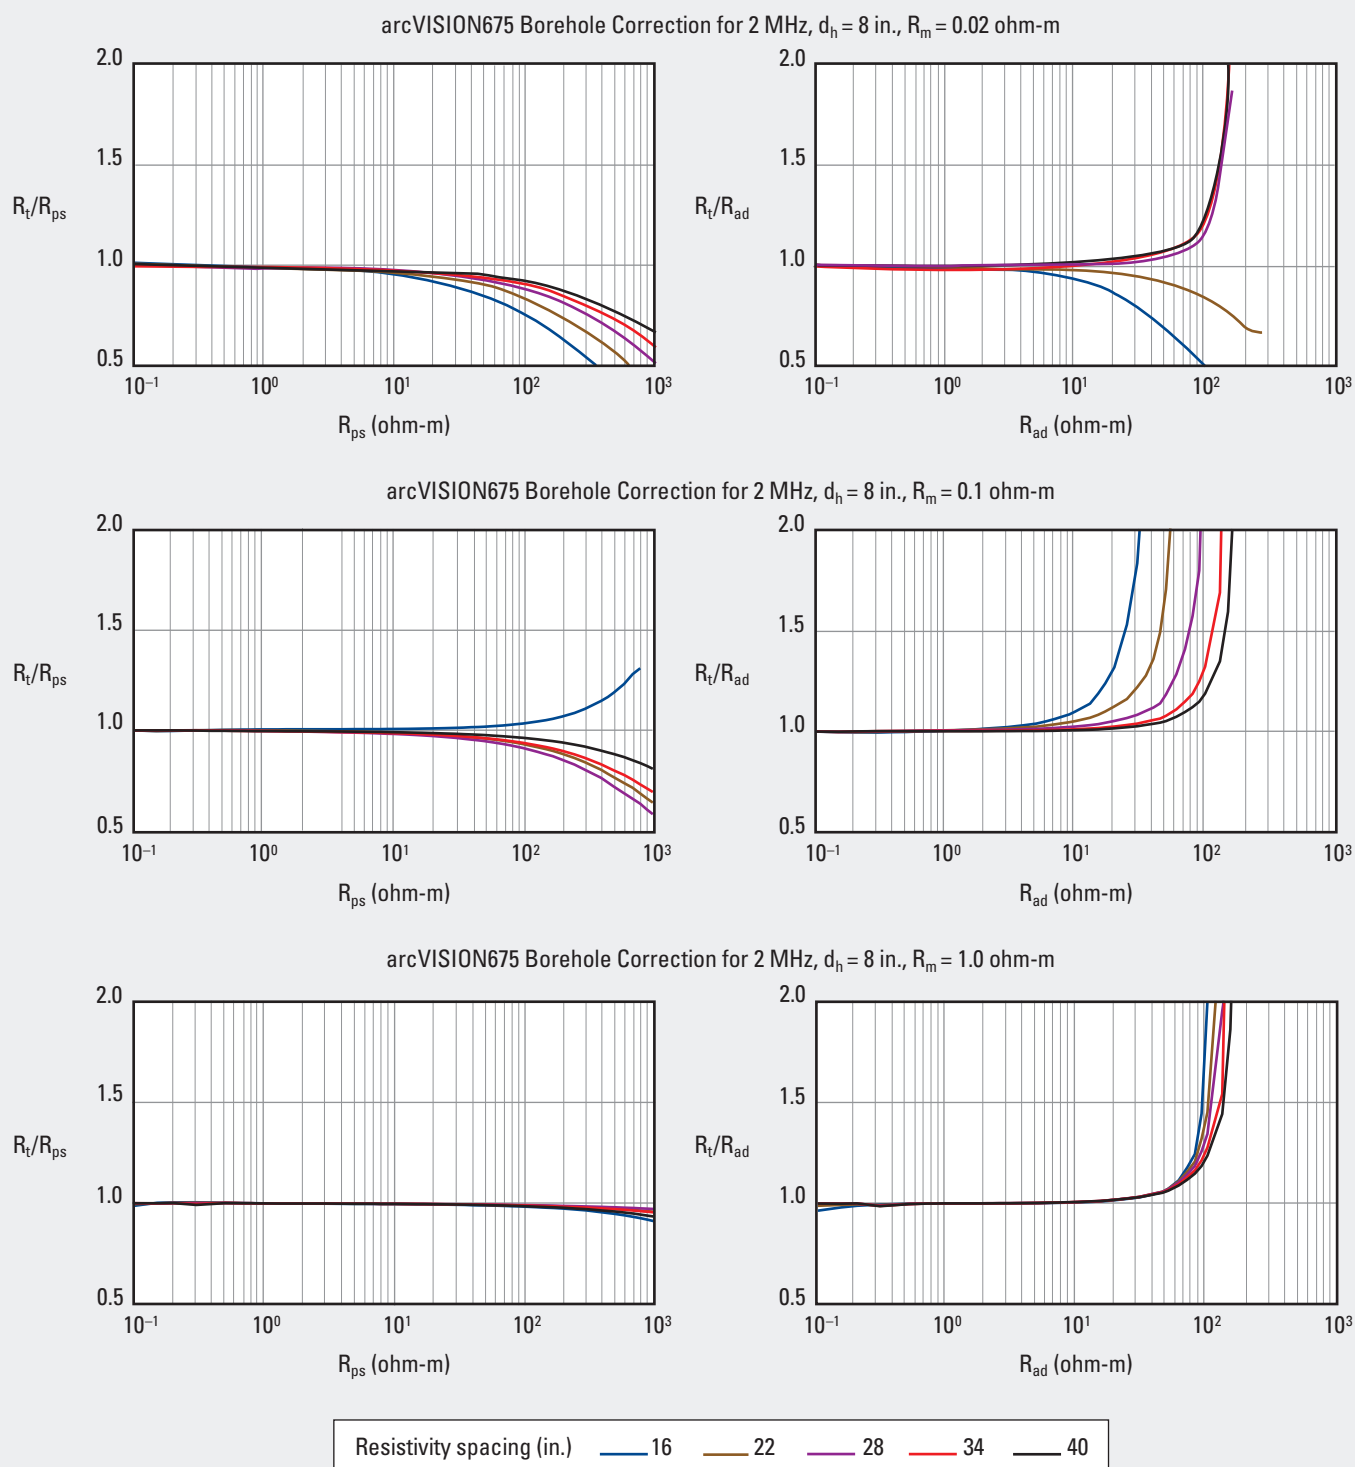 arcVISION675 Borehole Correction for 2 MHz, dₕ = 8 in., Rₘ = 0.02 ohm-m
2.0
1.5
Rₜ/Rₚₛ
1.0
0.5
10⁻¹ 10⁰ 10¹ 10² 10³
Rₚₛ (ohm-m)
2.0
1.5
Rₜ/R_ad
1.0
0.5
10⁻¹ 10⁰ 10¹ 10² 10³
R_ad (ohm-m)
arcVISION675 Borehole Correction for 2 MHz, dₕ = 8 in., Rₘ = 0.1 ohm-m
2.0
1.5
Rₜ/Rₚₛ
1.0
0.5
10⁻¹ 10⁰ 10¹ 10² 10³
Rₚₛ (ohm-m)
2.0
1.5
Rₜ/R_ad
1.0
0.5
10⁻¹ 10⁰ 10¹ 10² 10³
R_ad (ohm-m)
arcVISION675 Borehole Correction for 2 MHz, dₕ = 8 in., Rₘ = 1.0 ohm-m
2.0
1.5
Rₜ/Rₚₛ
1.0
0.5
10⁻¹ 10⁰ 10¹ 10² 10³
Rₚₛ (ohm-m)
2.0
1.5
Rₜ/R_ad
1.0
0.5
10⁻¹ 10⁰ 10¹ 10² 10³
R_ad (ohm-m)
Resistivity spacing (in.) 16 22 28 34 40